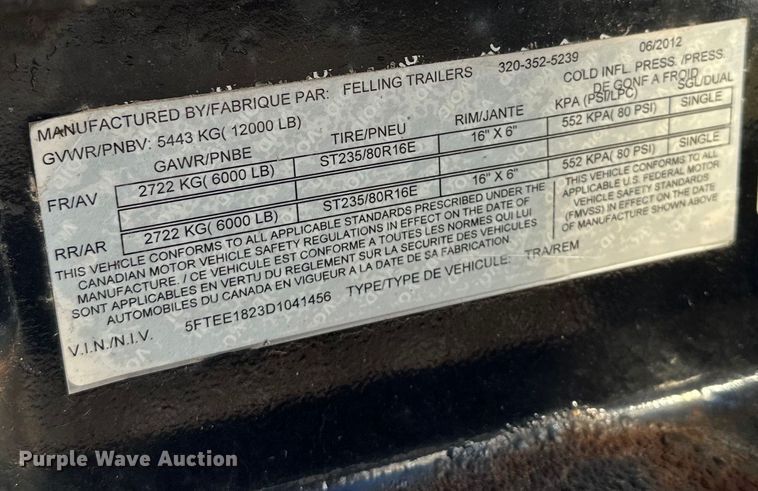 MANUFACTURED BY/FABRIQUE PAR: FELLING TRAILERS 320-352-5239 06/2012
GVWR/PNBV: 5443 KG( 12000 LB) COLD INFL. PRESS. /PRESS. DE GONF A FROID
GAWR/PNBE TIRE/PNEU RIM/JANTE KPA (PSI/LPC) SGL/DUAL
FR/AV 2722 KG( 6000 LB) ST235/80R16E 16" X 6" 552 KPA( 80 PSI) SINGLE
RR/AR 2722 KG( 6000 LB) ST235/80R16E 16" X 6" 552 KPA( 80 PSI) SINGLE
THIS VEHICLE CONFORMS TO ALL APPLICABLE STANDARDS PRESCRIBED UNDER THE
CANADIAN MOTOR VEHICLE SAFETY REGULATIONS IN EFFECT ON THE DATE OF
MANUFACTURE. / CE VEHICULE EST CONFORME A TOUTES LES NORMES QUI LUI
SONT APPLICABLES EN VERTU DU REGLEMENT SUR LA SECURITE DES VEHICULES
AUTOMOBILES DU CANADA EN VIGUEUR A LA DATE DE SA FABRICATION
THIS VEHICLE CONFORMS TO ALL
APPLICABLE U.S. FEDERAL MOTOR
VEHICLE SAFETY STANDARDS
(FMVSS) IN EFFECT ON THE DATE
OF MANUFACTURE SHOWN ABOVE
V.I.N./N.I.V. 5FTEE1823D1041456 TYPE/TYPE DE VEHICULE: TRA/REM
Purple Wave Auction